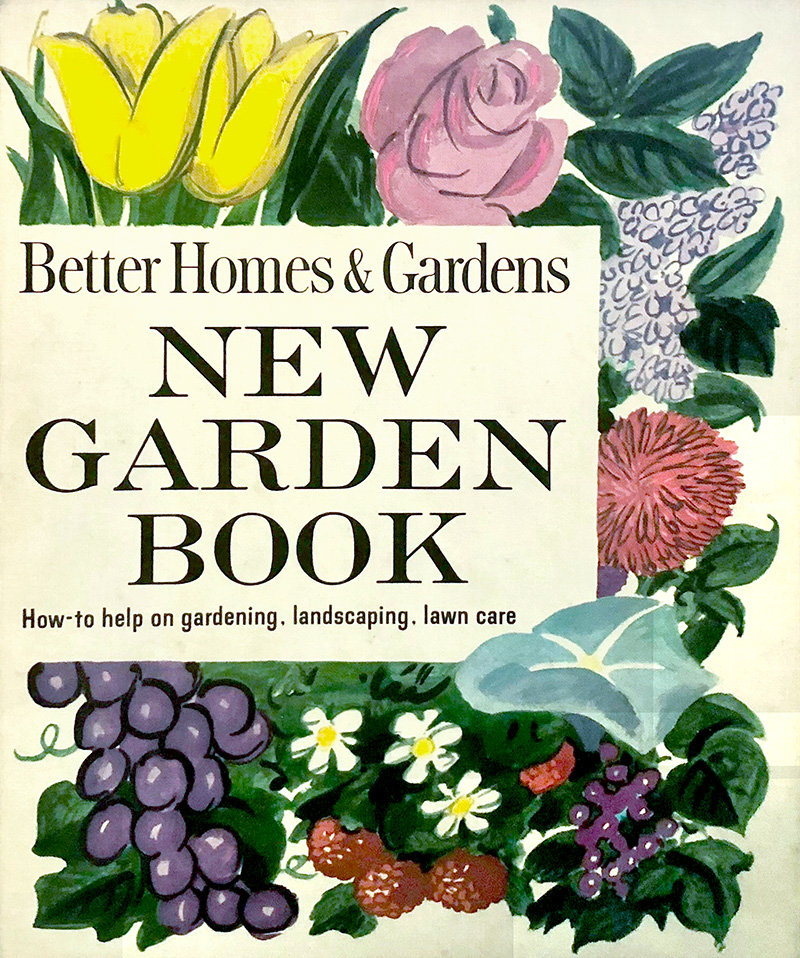 Better Homes & Gardens
NEW
GARDEN
BOOK
How-to help on gardening, landscaping, lawn care